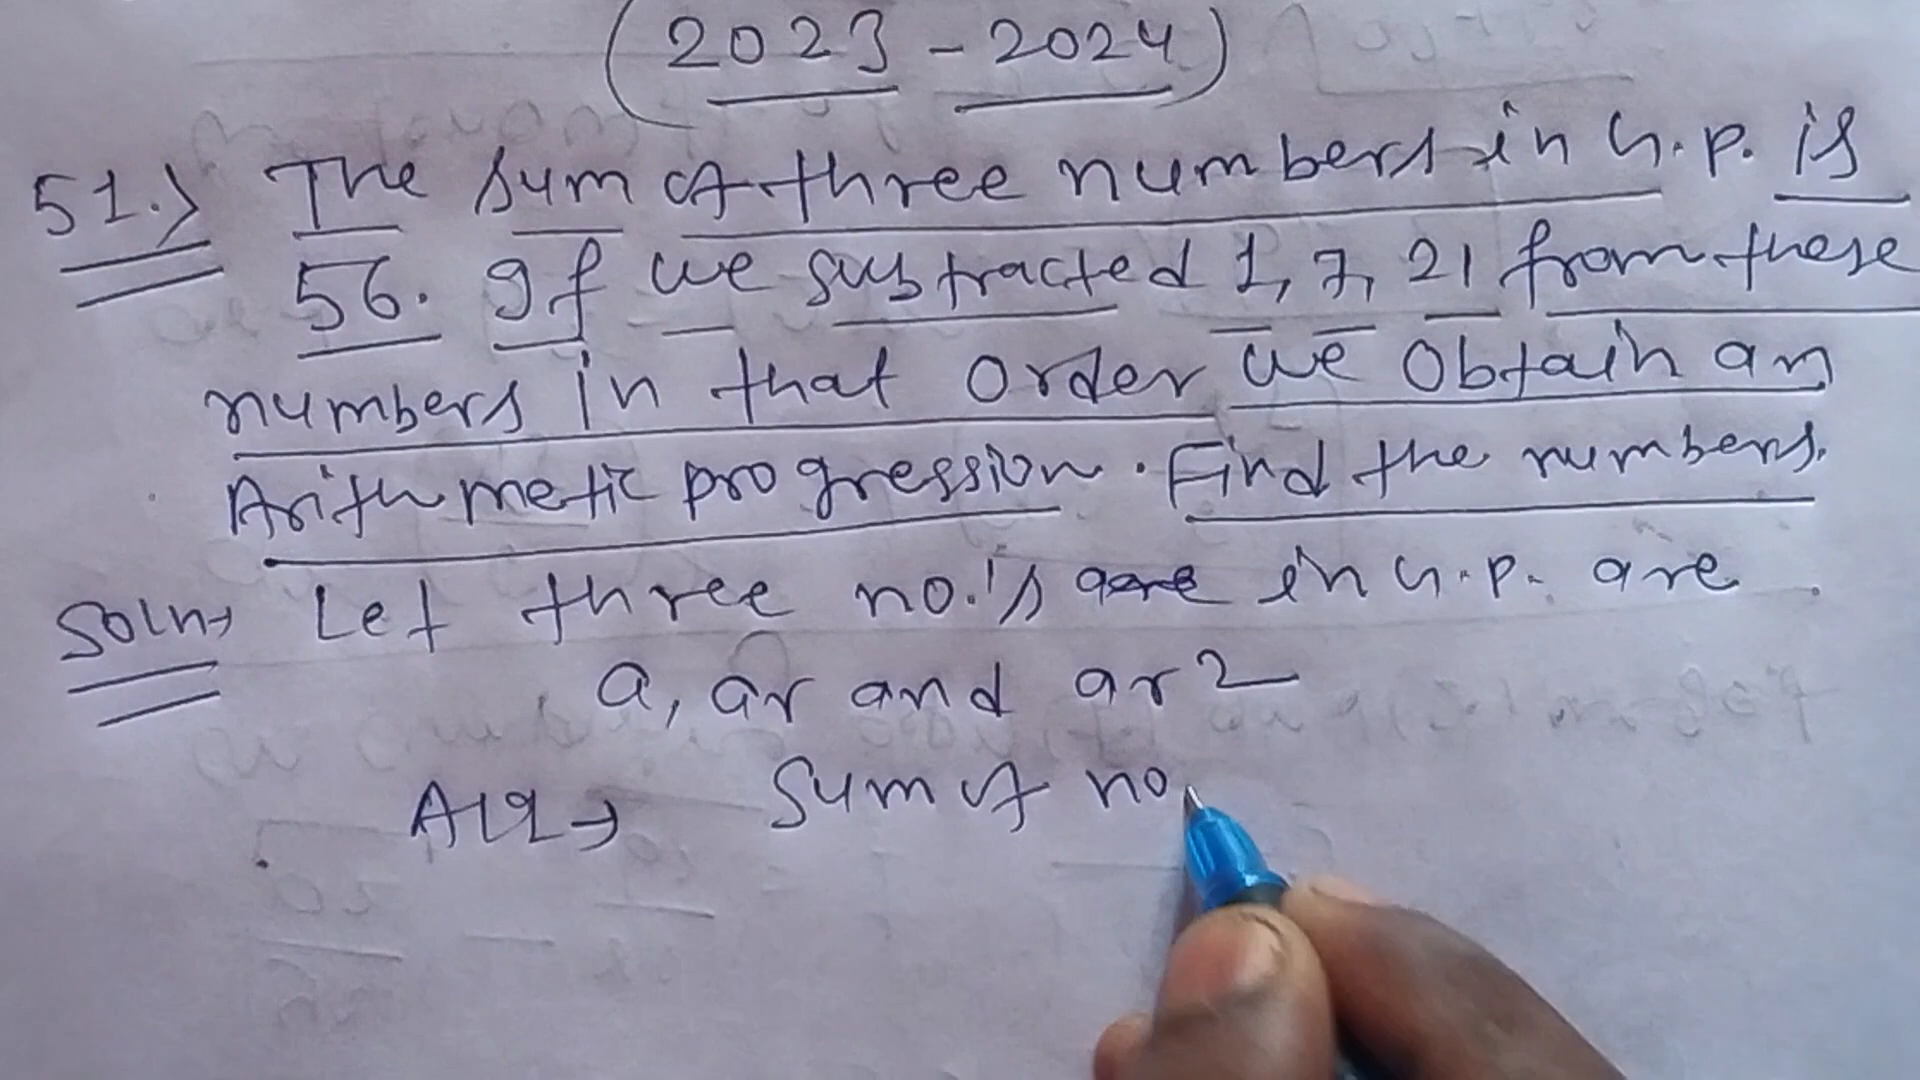 (2023 - 2024)
51.) The sum of three numbers in G.P. is
56. If we subtracted 1, 7, 21 from these
numbers in that order we obtain an
Arithmetic progression. Find the numbers.
Soln→ Let three no.'s are in G.P. are
a, ar and ar2
A/Q→ Sum of no